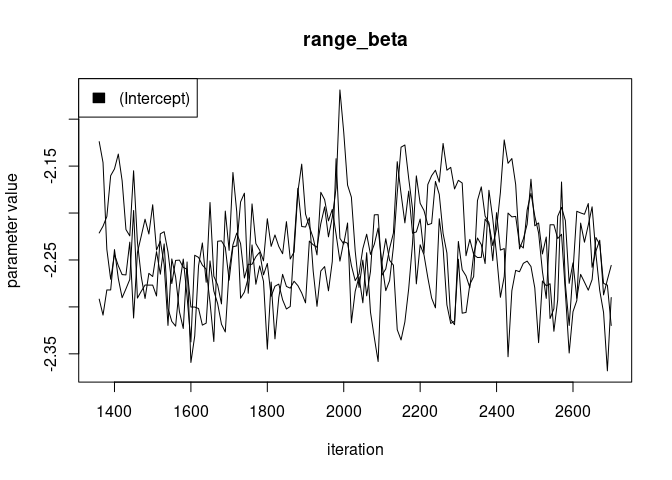 range_beta
(Intercept)
parameter value
-2.15
-2.25
-2.35
1400
1600
1800
2000
2200
2400
2600
iteration